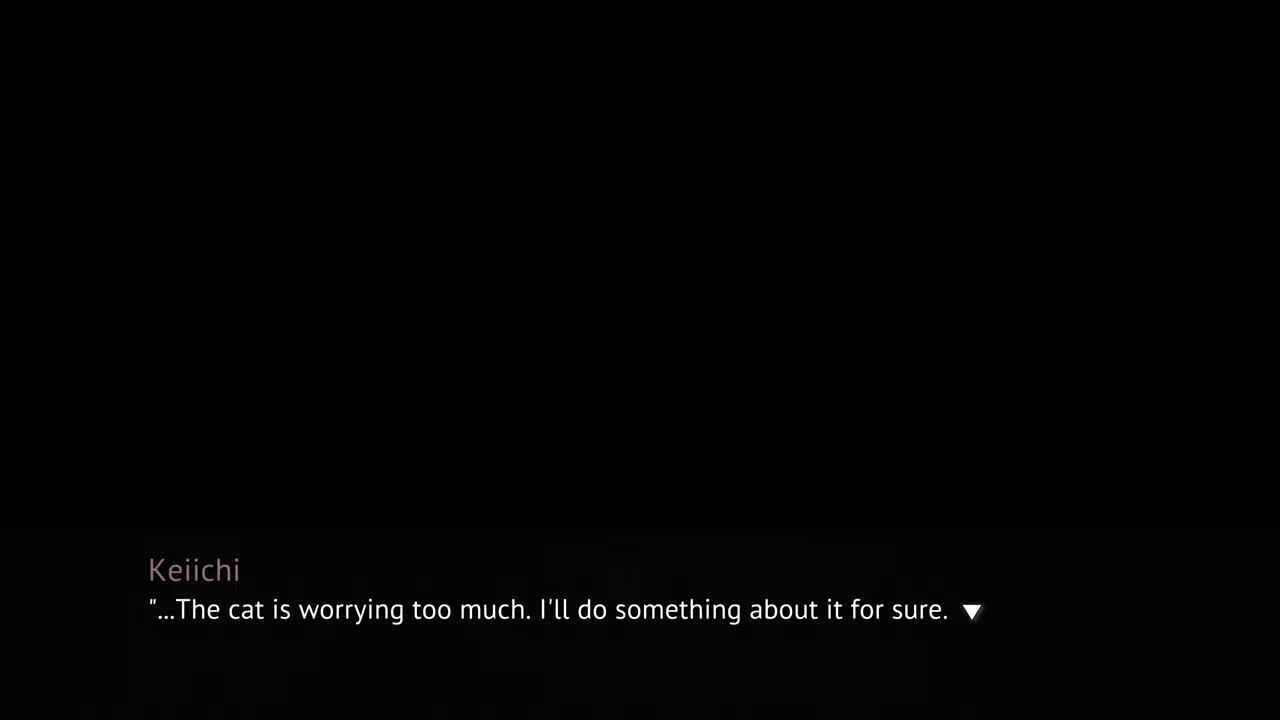 Keiichi
"...The cat is worrying too much. I'll do something about it for sure.